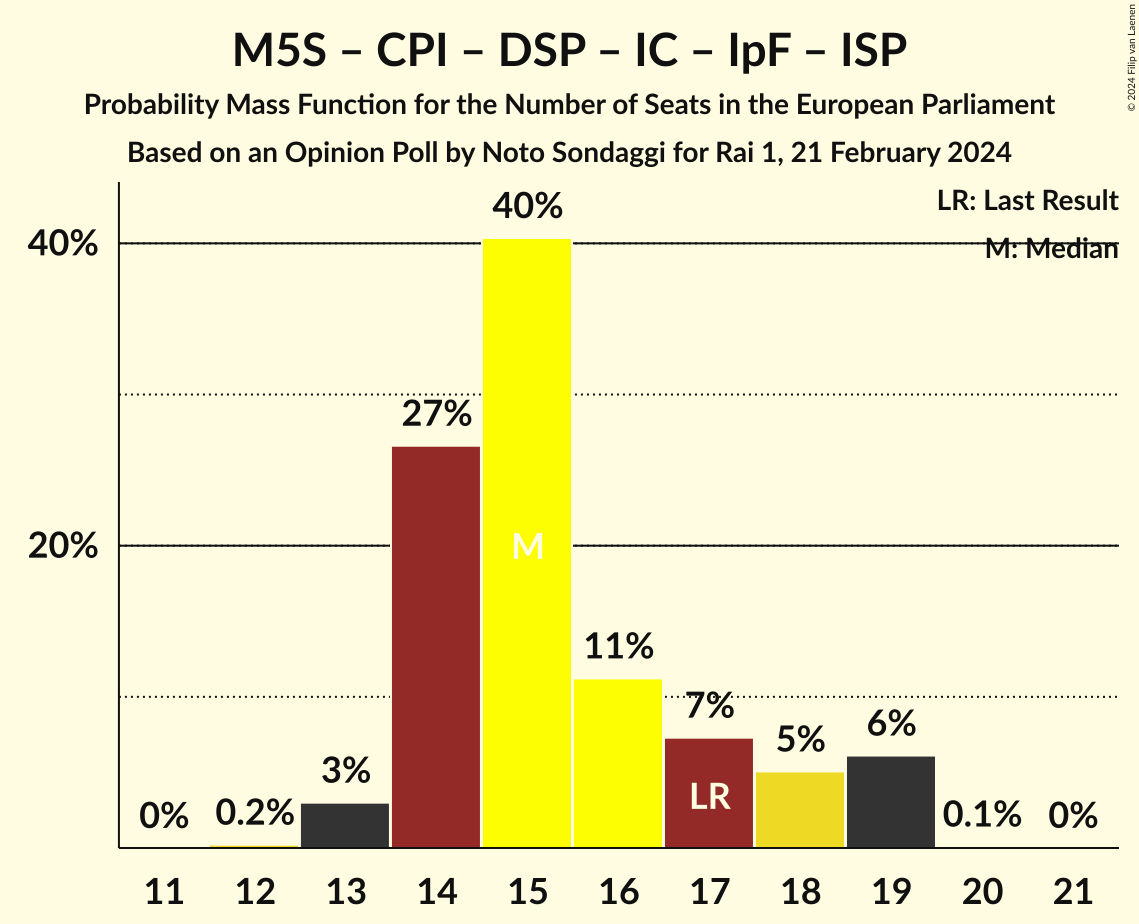 M5S – CPI – DSP – IC – IpF – ISP
Probability Mass Function for the Number of Seats in the European Parliament
Based on an Opinion Poll by Noto Sondaggi for Rai 1, 21 February 2024
© 2024 Filip van Laenen
LR: Last Result
M: Median
40%
20%
0%
0.2%
3%
27%
40%
11%
7%
5%
6%
0.1%
0%
M
LR
11 12 13 14 15 16 17 18 19 20 21